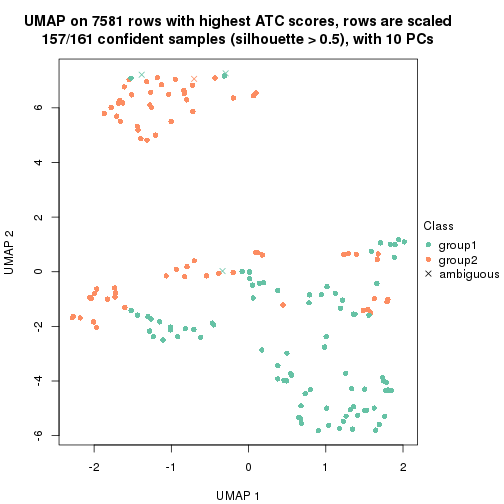 UMAP on 7581 rows with highest ATC scores, rows are scaled
157/161 confident samples (silhouette > 0.5), with 10 PCs
UMAP 2
6
4
2
0
-2
-4
-6
-2
-1
0
1
2
UMAP 1
Class
group1
group2
ambiguous